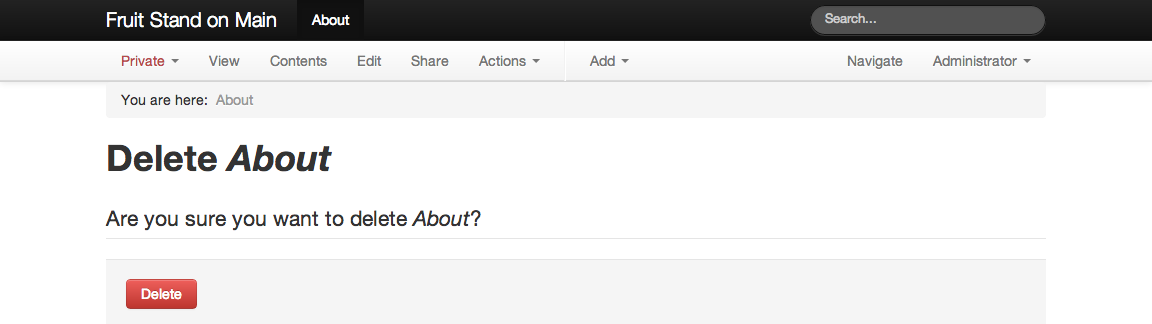 Fruit Stand on Main About Search...
Private View Contents Edit Share Actions Add Navigate Administrator
You are here: About
Delete About
Are you sure you want to delete About?
Delete